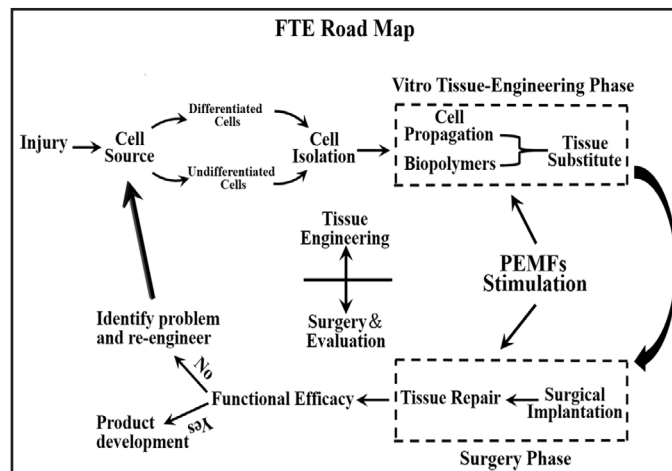 FTE Road Map
Vitro Tissue-Engineering Phase
Differentiated
Cells
Injury
Cell
Source
Undifferentiated
Cells
Cell
Isolation
Cell
Propagation
Biopolymers
Tissue
Substitute
Tissue
Engineering
Surgery&
Evaluation
PEMFs
Stimulation
Identify problem
and re-engineer
No
Yes
Product
development
Functional Efficacy
Tissue Repair
Surgical
Implantation
Surgery Phase